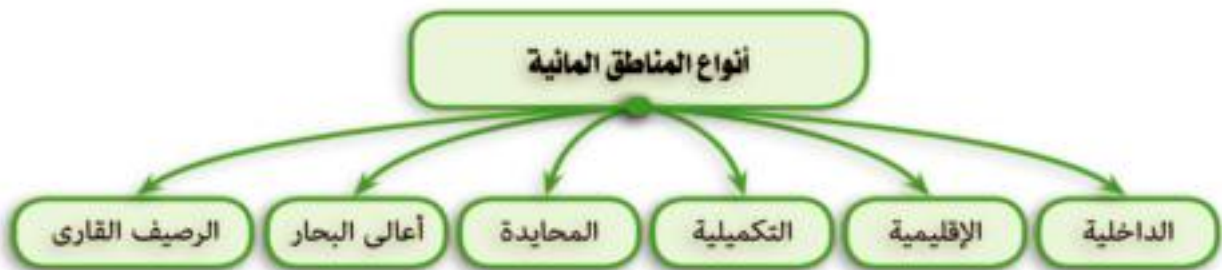 أنواع المناطق المائية
الداخلية
الإقليمية
التكميلية
المحايدة
أعالى البحار
الرصيف القارى